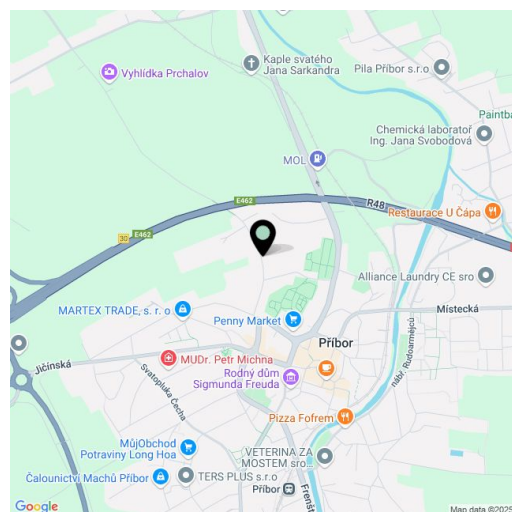 Kaple svatého
Jana Sarkandra
Pila Příbor s.r.o
Vyhlídka Prchalov
Paintba
Chemická laboratoř
Ing. Jana Svobodová
MOL
E462
R48
Restaurace U Čápa
30
E462
Alliance Laundry CE sro
MARTEX TRADE, s. r. o
Penny Market
Místecká
Příbor
nábř. Rudoarmějců
Jičínská
MUDr. Petr Michna
Rodný dům
Sigmunda Freuda
Svatopluka Čecha
Pizza Fofrem
MůjObchod
Potraviny Long Hoa
VETERINA ZA
MOSTEM sro...
Čalounictví Machů Příbor
TERS PLUS s.r.o
Příbor
Frenšt
Google
Map data ©2025